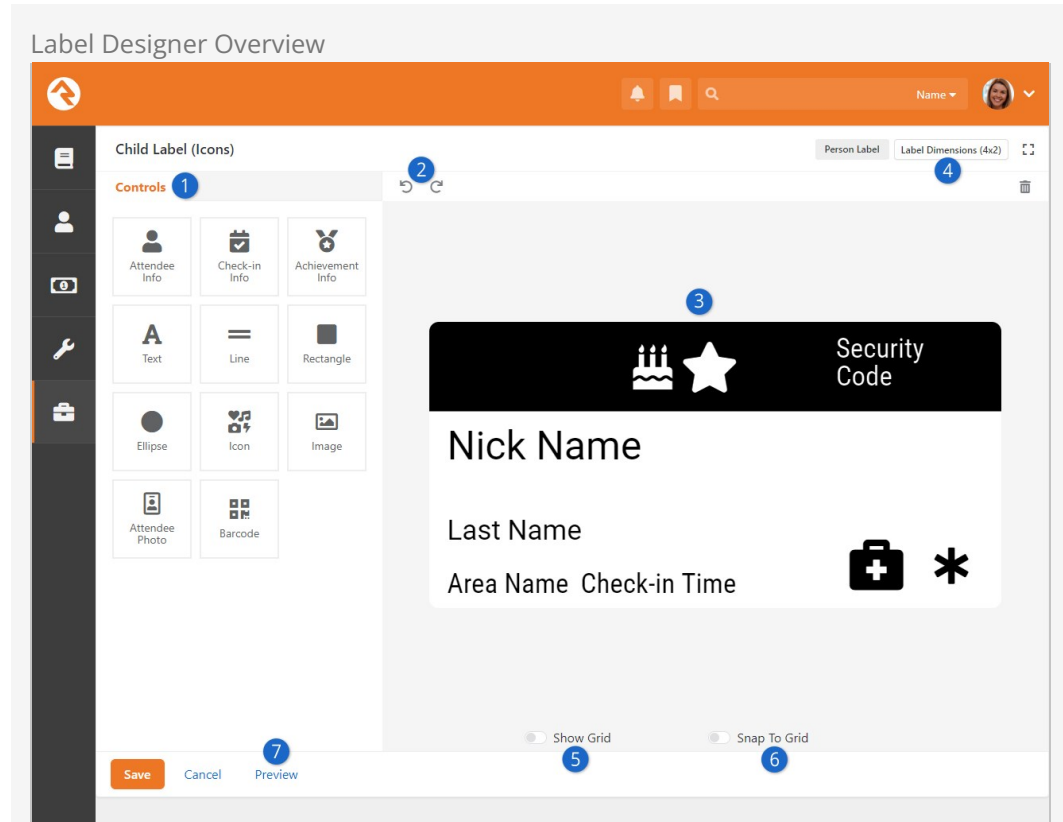 Label Designer Overview
Name
Child Label (Icons)
Person Label
Label Dimensions (4x2)
Controls
1
2
4
Attendee
Info
Check-in
Info
Achievement
Info
A
Text
Line
Rectangle
Ellipse
Icon
Image
Attendee
Photo
Barcode
3
Security
Code
Nick Name
Last Name
Area Name Check-in Time
Show Grid
Snap To Grid
5
6
7
Save
Cancel
Preview